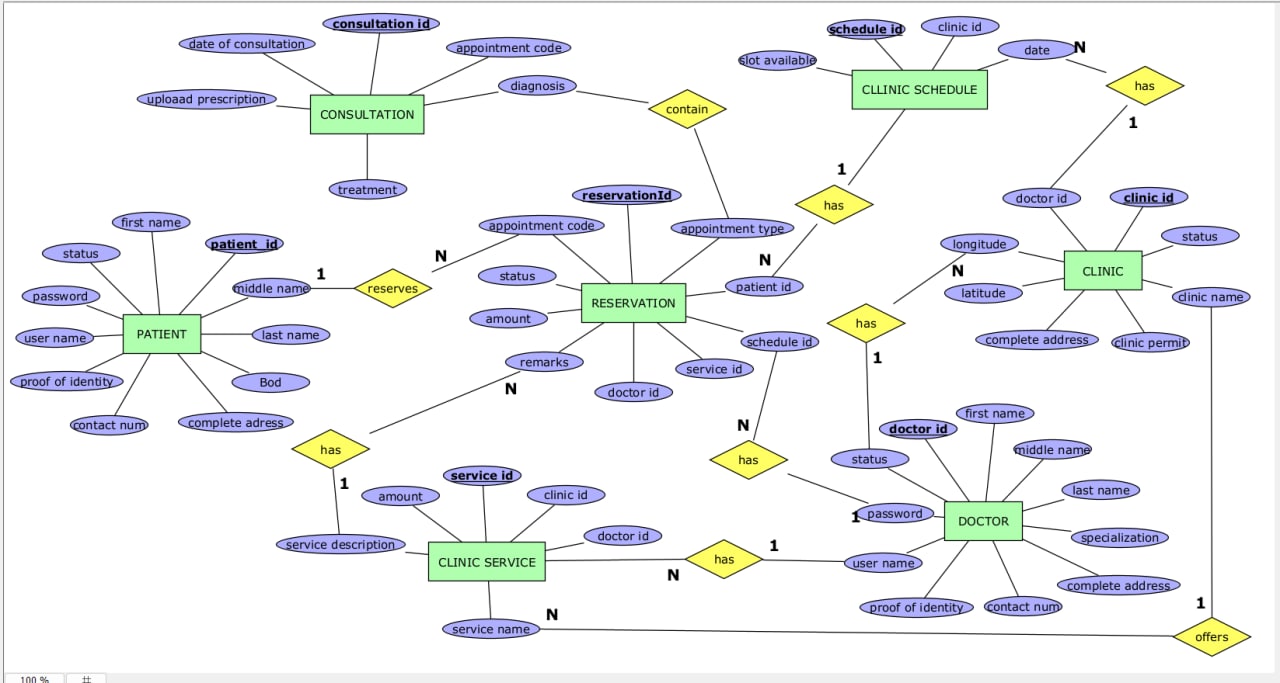 consultation id
date of consultation
appointment code
uploaad prescription
diagnosis
CONSULTATION
contain
treatment
schedule id
clinic id
slot available
date
N
CLLINIC SCHEDULE
has
1
1
has
N
doctor id
clinic id
longitude
status
N
CLINIC
latitude
clinic name
complete address
clinic permit
has
1
reservationId
appointment code
appointment type
N
status
RESERVATION
patient id
amount
schedule id
remarks
service id
N
doctor id
first name
patient_id
status
middle name
1
reserves
password
user name
PATIENT
last name
proof of identity
Bod
contact num
complete adress
has
1
N
has
service id
amount
clinic id
service description
doctor id
CLINIC SERVICE
has
1
N
service name
N
first name
doctor id
middle name
status
last name
1
password
DOCTOR
specialization
user name
complete address
proof of identity
contact num
1
offers
100 %